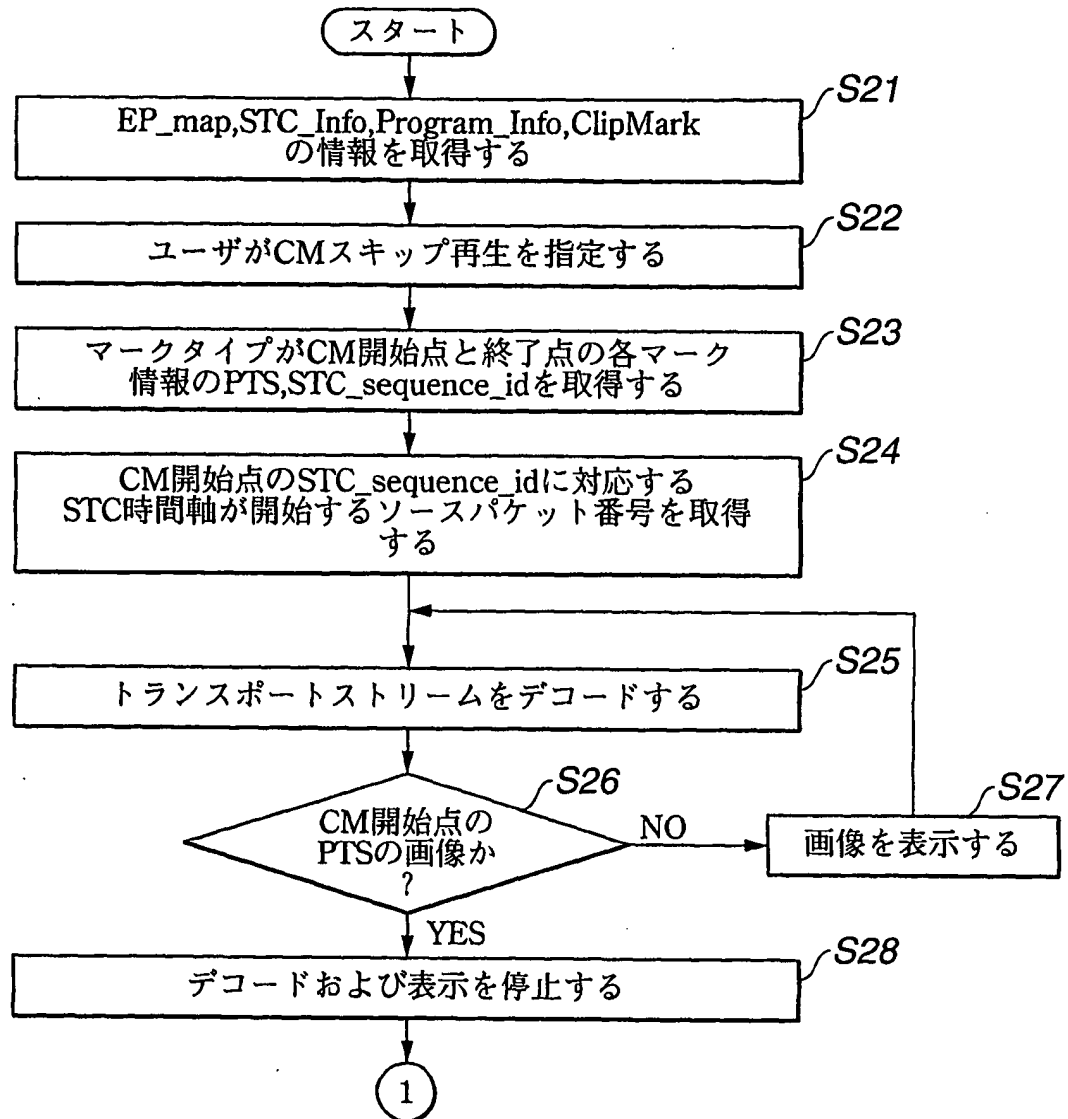 スタート
S21
EP_map,STC_Info,Program_Info,ClipMark
の情報を取得する
S22
ユーザがCMスキップ再生を指定する
S23
マークタイプがCM開始点と終了点の各マーク
情報のPTS,STC_sequence_idを取得する
S24
CM開始点のSTC_sequence_idに対応する
STC時間軸が開始するソースパケット番号を取得
する
S25
トランスポートストリームをデコードする
S26
CM開始点の
PTSの画像か
?
NO
S27
画像を表示する
YES
S28
デコードおよび表示を停止する
1